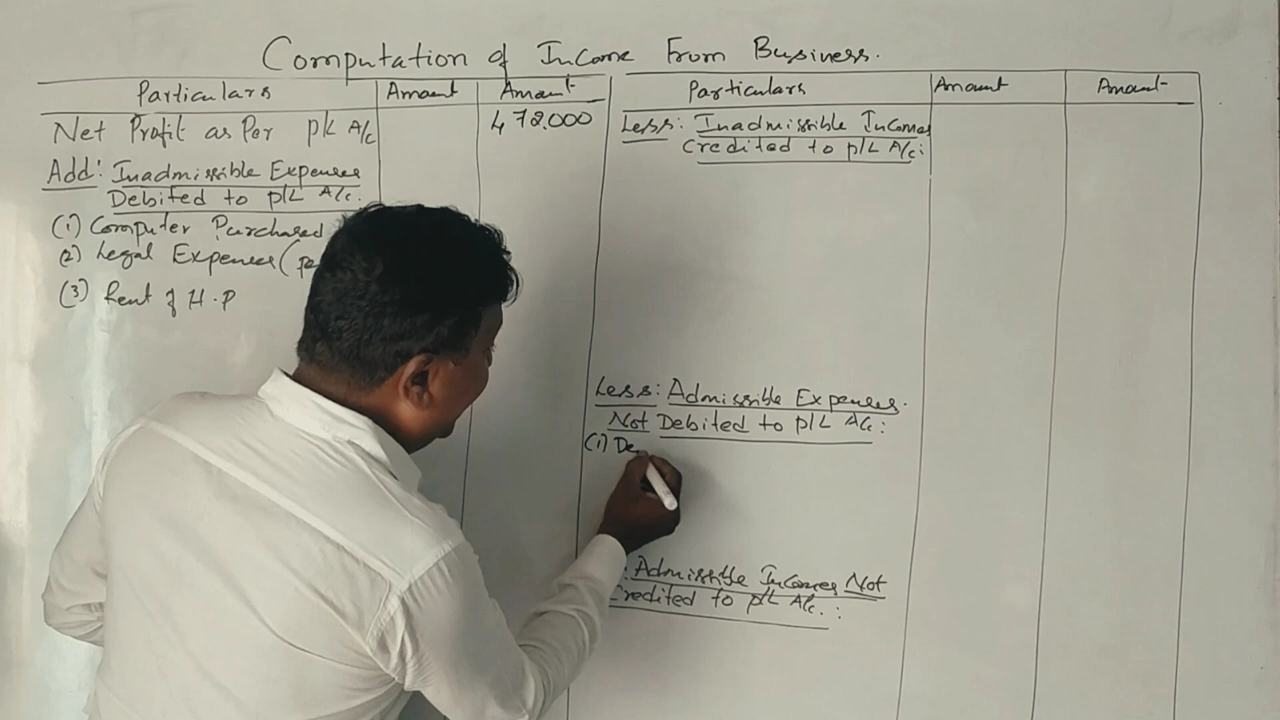 Computation of Income From Business.
Particulars Amount Amount
Net Profit as Per P/L A/c 472,000
Add: Inadmissible Expenses
Debited to P/L A/c.
(1) Computer Purchased
(2) Legal Expenses (
(3) Rent of H.P
Particulars Amount Amount
Less: Inadmissible Incomes
Credited to P/L A/c:
Less: Admissible Expenses.
Not Debited to P/L A/c:
(1) De
: Admissible Incomes Not
Credited to P/L A/c. :